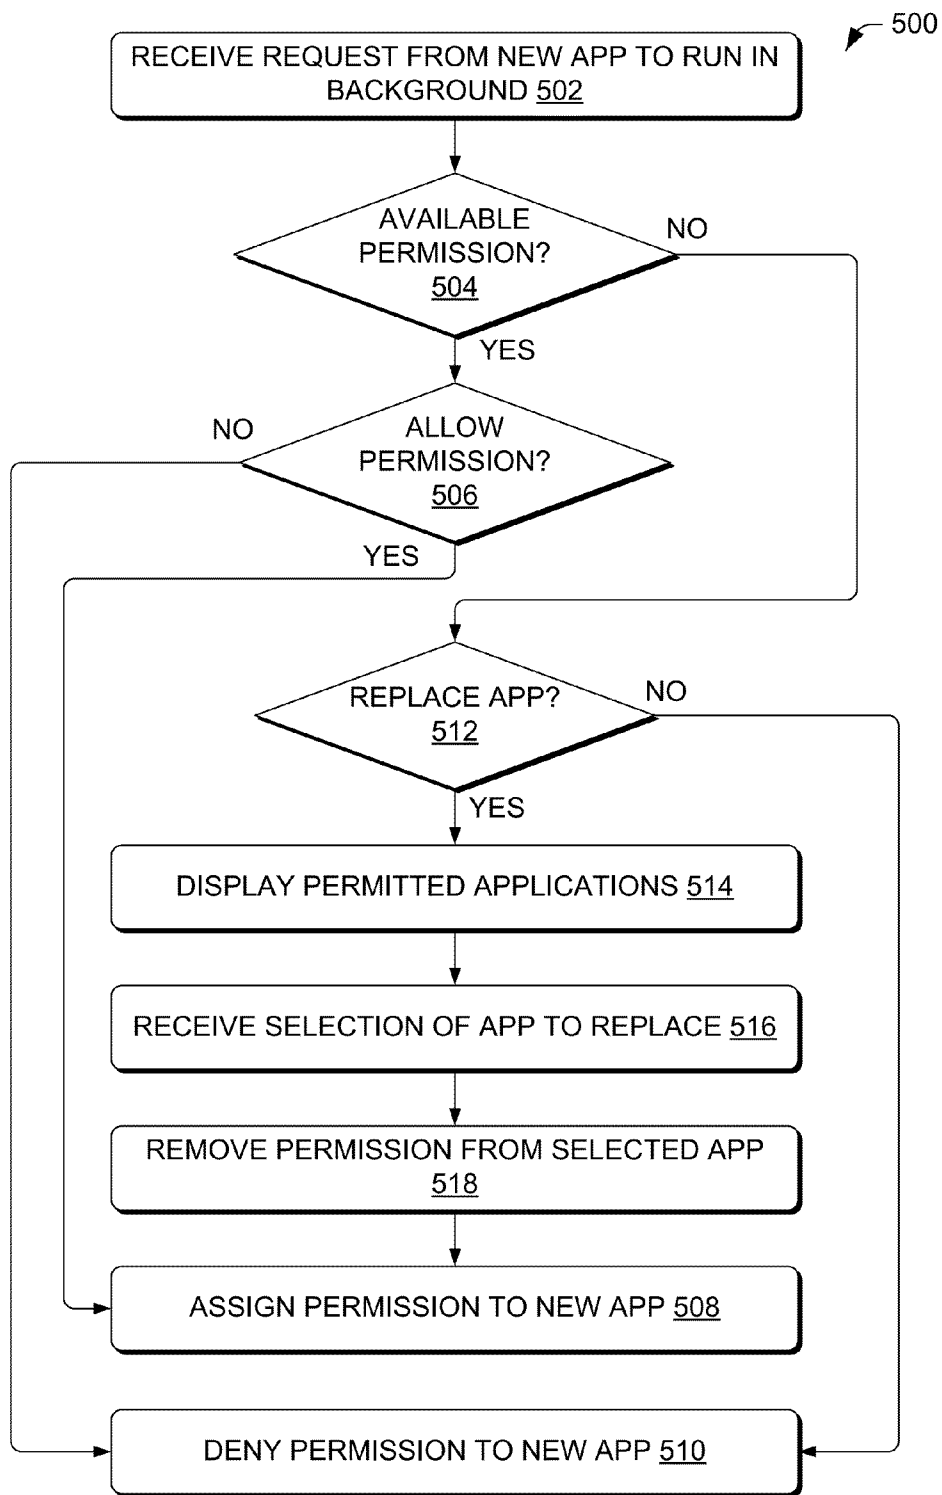 500
RECEIVE REQUEST FROM NEW APP TO RUN IN
BACKGROUND 502
AVAILABLE
PERMISSION?
504
NO
YES
ALLOW
PERMISSION?
506
NO
YES
REPLACE APP?
512
NO
YES
DISPLAY PERMITTED APPLICATIONS 514
RECEIVE SELECTION OF APP TO REPLACE 516
REMOVE PERMISSION FROM SELECTED APP
518
ASSIGN PERMISSION TO NEW APP 508
DENY PERMISSION TO NEW APP 510